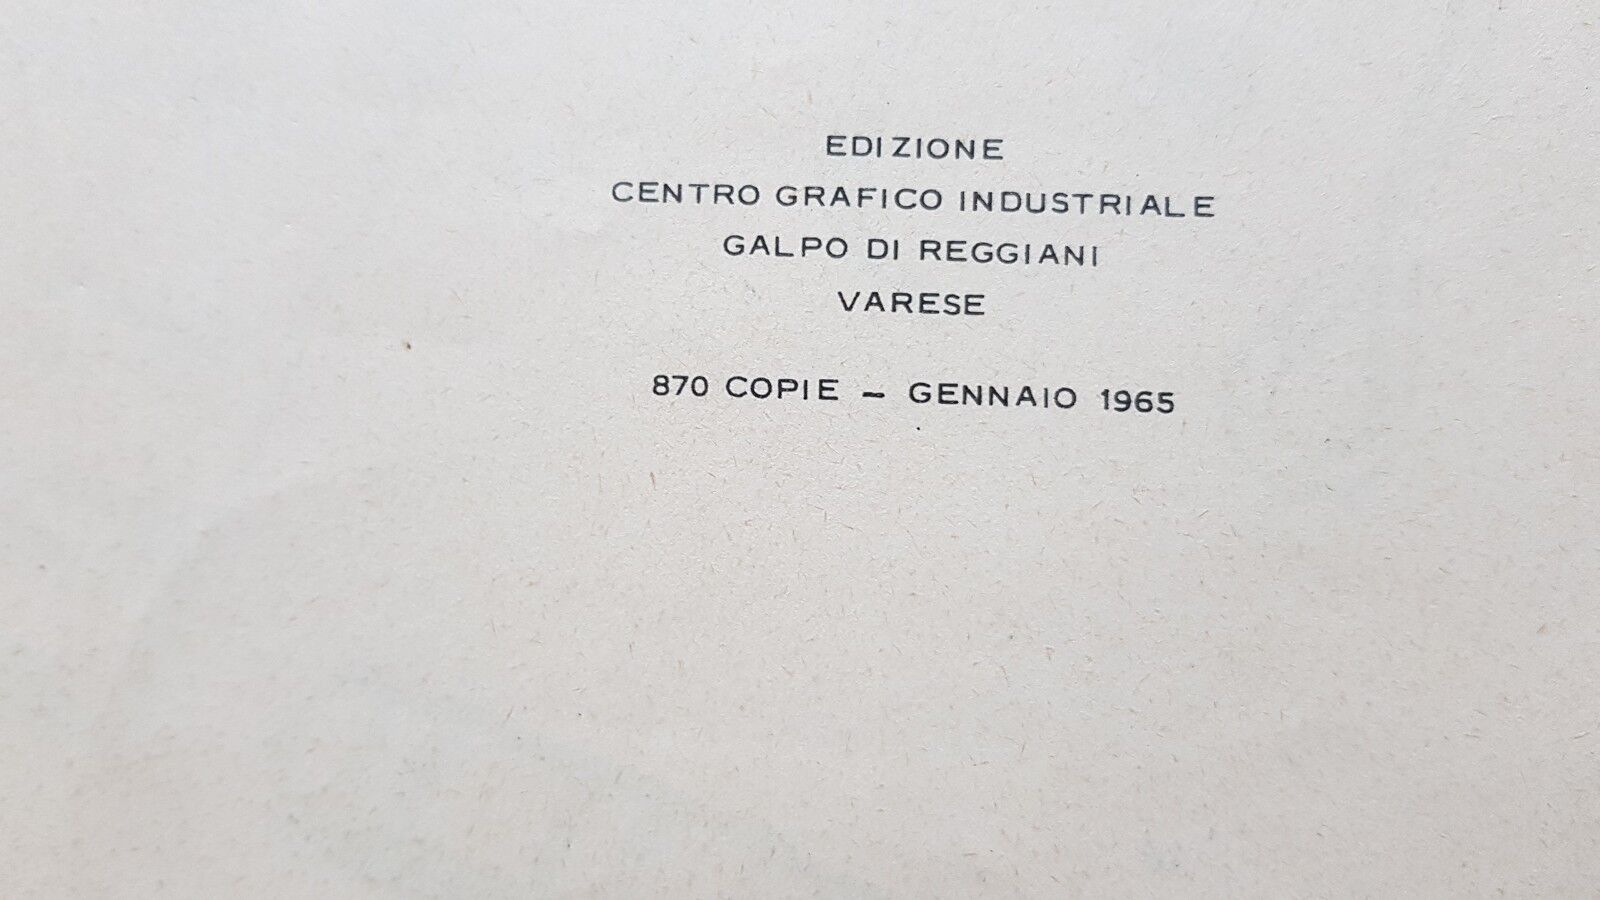 EDIZIONE
CENTRO GRAFICO INDUSTRIALE
GALPO DI REGGIANI
VARESE
870 COPIE – GENNAIO 1965